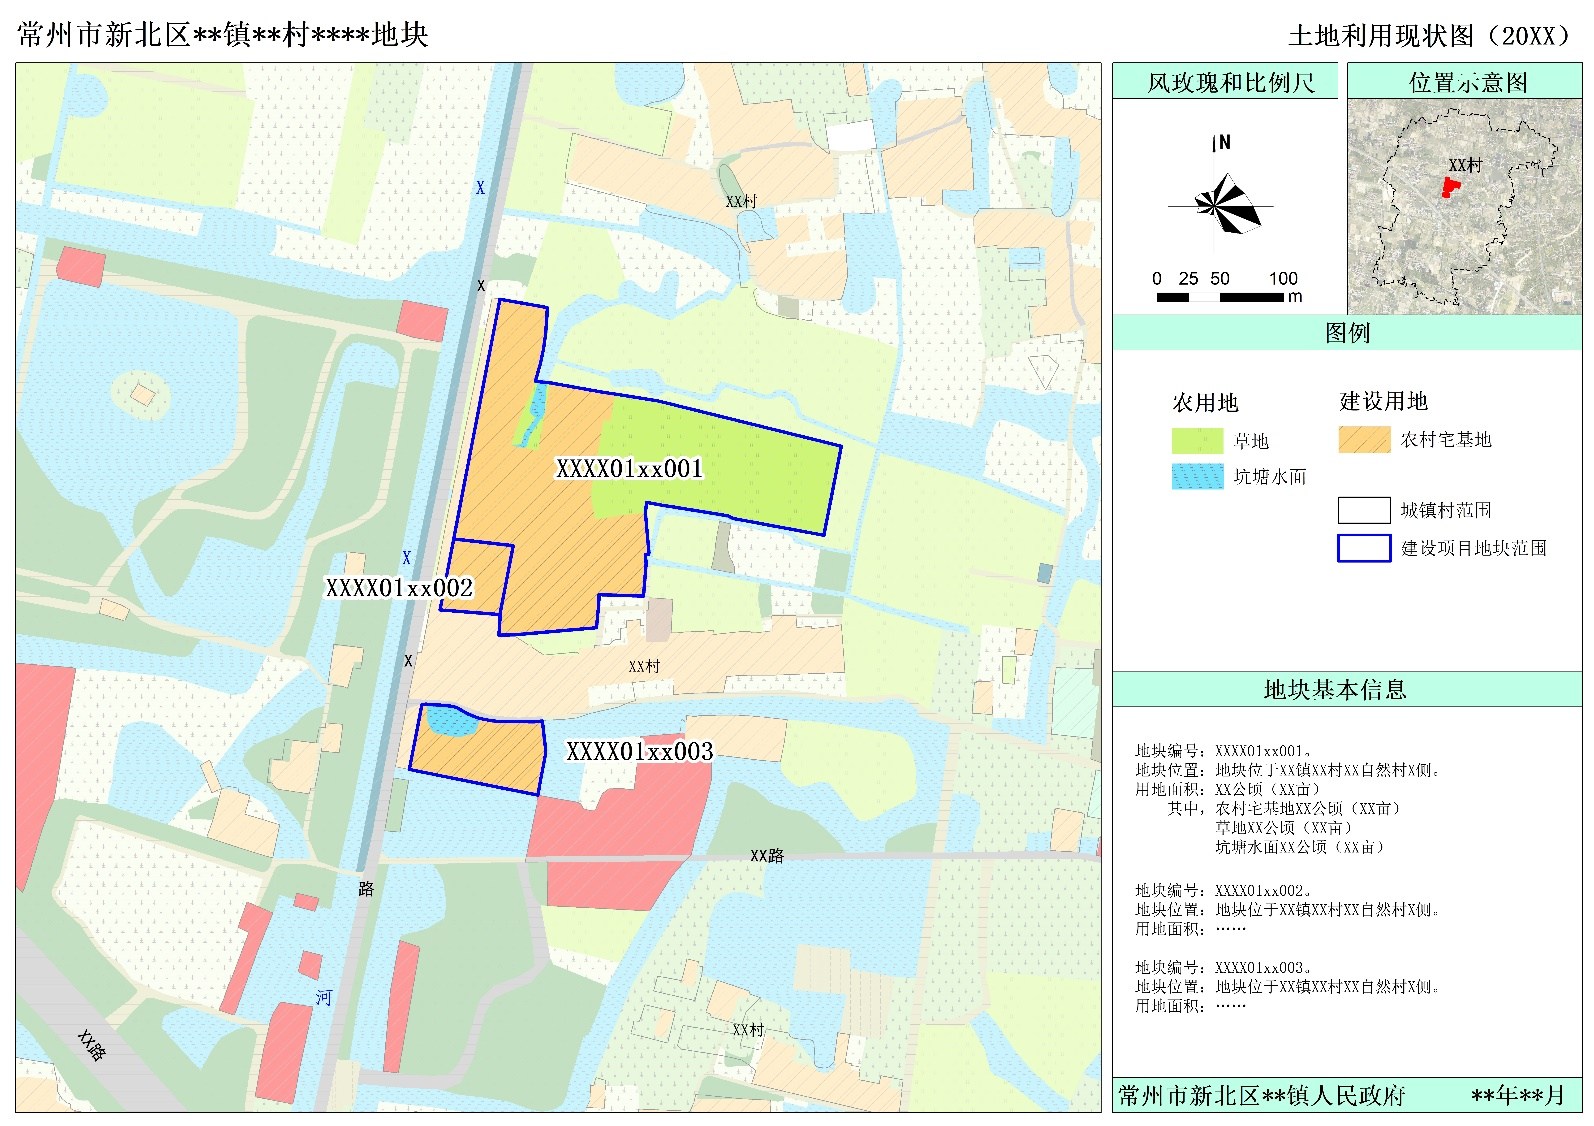 常州市新北区**镇**村****地块
土地利用现状图（20XX）
X
XX村
X
XXXX01xx001
X
XXXX01xx002
X
XX村
XXXX01xx003
XX路
路
河
XX村
XX路
风玫瑰和比例尺
N
0 25 50 100
m
位置示意图
XX村
图例
农用地
草地
坑塘水面
建设用地
农村宅基地
城镇村范围
建设项目地块范围
地块基本信息
地块编号：XXXX01xx001。
地块位置：地块位于XX镇XX村XX自然村X侧。
用地面积：XX公顷（XX亩）
其中，农村宅基地XX公顷（XX亩）
草地XX公顷（XX亩）
坑塘水面XX公顷（XX亩）
地块编号：XXXX01xx002。
地块位置：地块位于XX镇XX村XX自然村X侧。
用地面积：……
地块编号：XXXX01xx003。
地块位置：地块位于XX镇XX村XX自然村X侧。
用地面积：……
常州市新北区**镇人民政府 **年**月